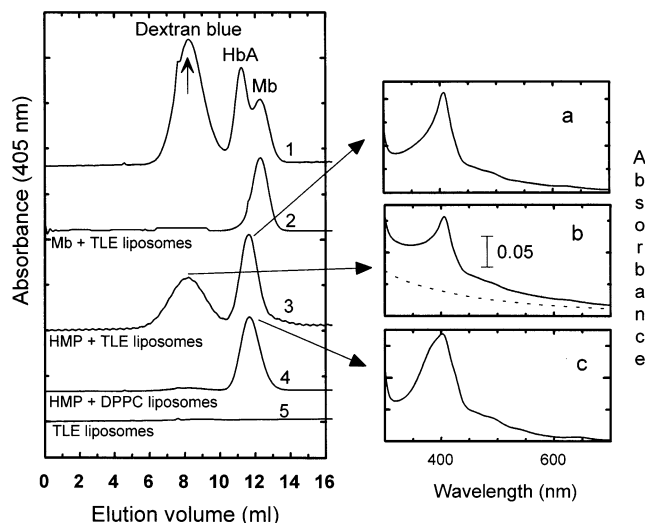 Dextran blue
HbA
Mb
1
2
Mb + TLE liposomes
3
HMP + TLE liposomes
4
HMP + DPPC liposomes
5
TLE liposomes
Absorbance (405 nm)
0 2 4 6 8 10 12 14 16
Elution volume (ml)
a
b
0.05
c
400 600
Wavelength (nm)
Absorbance